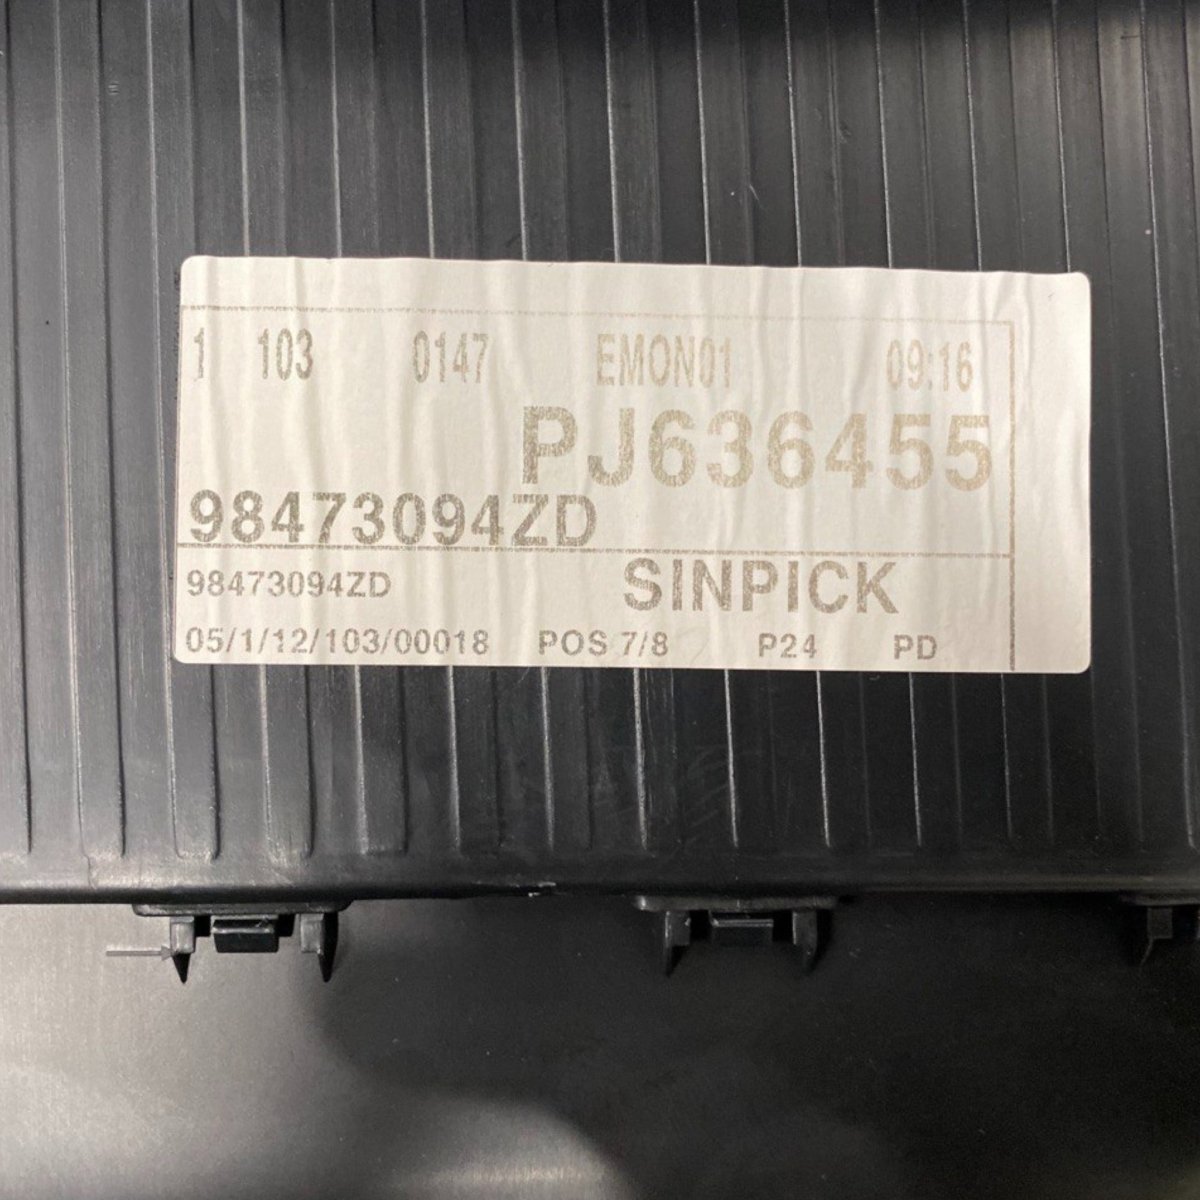 1 103 0147 EMON01 09:16
PJ636455
98473094ZD
98473094ZD SINPICK
05/1/12/103/00018 POS 7/8 P24 PD